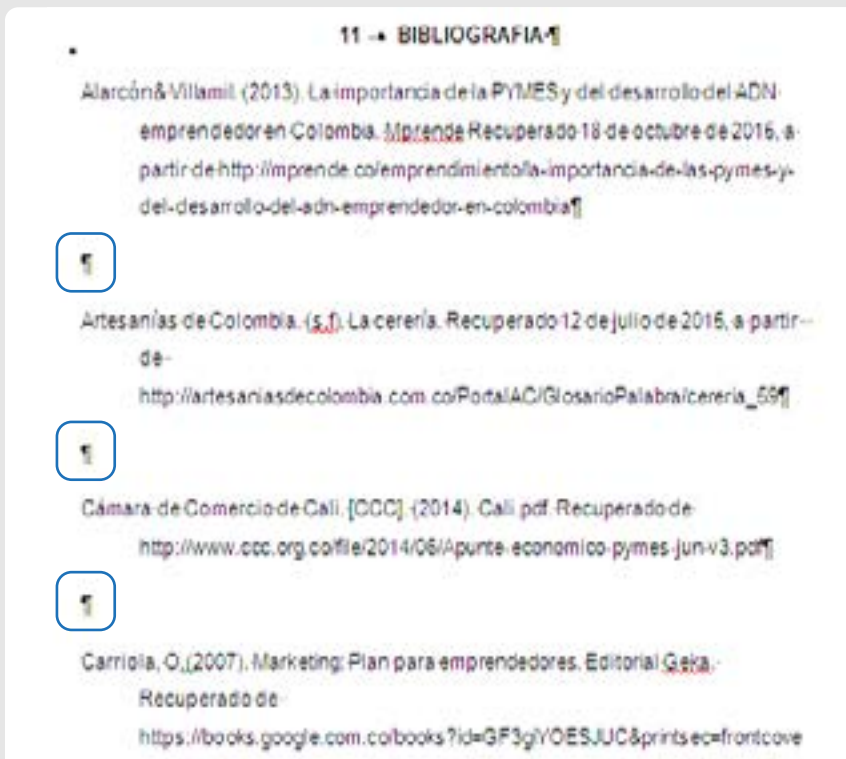 11 → BIBLIOGRAFIA¶
Alarcón & Villamil. (2013). La importancia de la PYMES y del desarrollo del ADN
emprendedor en Colombia. Mprende Recuperado 18 de octubre de 2016, a
partir de http://mprende.co/emprendimiento/la-importancia-de-las-pymes-y-
del-desarrollo-del-adn-emprendedor-en-colombia¶
¶
Artesanías de Colombia. (s.f). La cerería. Recuperado 12 de julio de 2016, a partir
de
http://artesaniasdecolombia.com.co/PortalAC/GlosarioPalabra/cereria_59¶
¶
Cámara de Comercio de Cali. [CCC]. (2014). Cali.pdf. Recuperado de
http://www.ccc.org.co/file/2014/06/Apunte-economico-pymes-jun-v3.pdf¶
¶
Carriola, O,(2007). Marketing: Plan para emprendedores. Editorial Geka.
Recuperado de
https://books.google.com.co/books?id=GF3glYOESJUC&printsec=frontcove